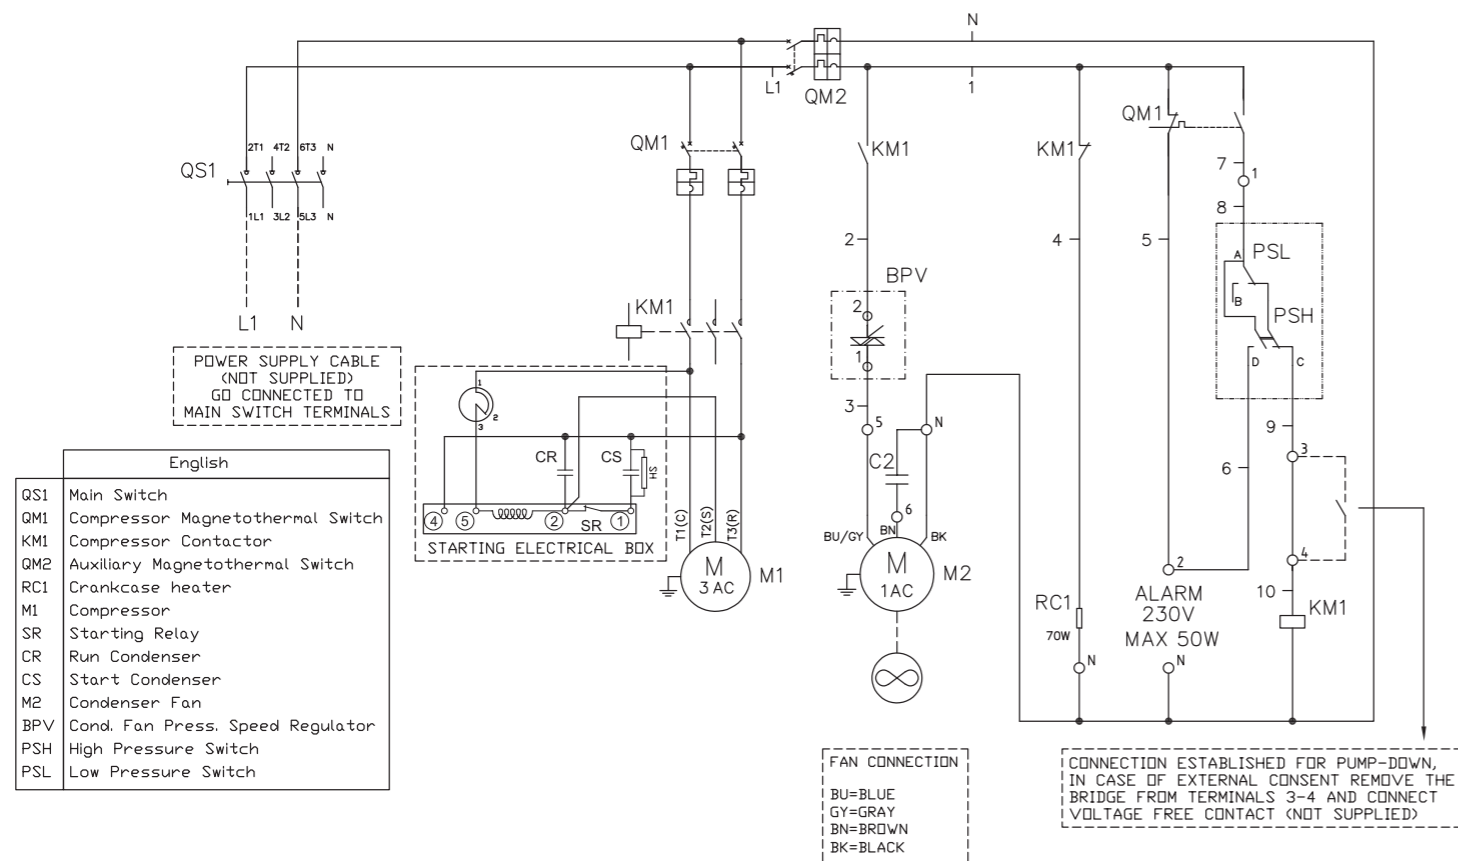 N
L1
QM2
1
QM1
QS1
2T1 4T2 6T3 N
1L1 3L2 5L3 N
L1 N
POWER SUPPLY CABLE
(NOT SUPPLIED)
GO CONNECTED TO
MAIN SWITCH TERMINALS
KM1
1
2
3
CR
CS
HS
4 5 2 SR 1
STARTING ELECTRICAL BOX
T1(C)
T2(S)
T3(R)
M
3 AC
M1
KM1
2
BPV
2
1
3
5
N
C2
6
BU/GY
BN
BK
M
1AC
M2
KM1
4
RC1
70W
N
QM1
5
7
1
8
A
PSL
B
PSH
D C
9
6
3
4
2
10
KM1
ALARM
230V
MAX 50W
N
English
QS1 Main Switch
QM1 Compressor Magnetothermal Switch
KM1 Compressor Contactor
QM2 Auxiliary Magnetothermal Switch
RC1 Crankcase heater
M1 Compressor
SR Starting Relay
CR Run Condenser
CS Start Condenser
M2 Condenser Fan
BPV Cond. Fan Press. Speed Regulator
PSH High Pressure Switch
PSL Low Pressure Switch
FAN CONNECTION
BU=BLUE
GY=GRAY
BN=BROWN
BK=BLACK
CONNECTION ESTABLISHED FOR PUMP-DOWN,
IN CASE OF EXTERNAL CONSENT REMOVE THE
BRIDGE FROM TERMINALS 3-4 AND CONNECT
VOLTAGE FREE CONTACT (NOT SUPPLIED)